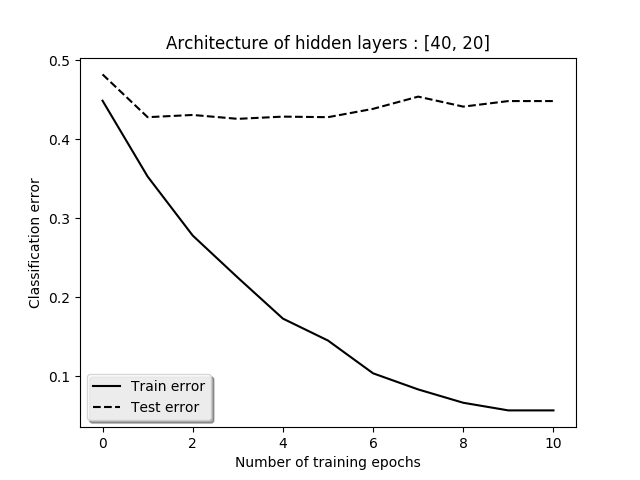 Architecture of hidden layers : [40, 20]
0.5
0.4
0.3
0.2
0.1
Classification error
Train error
Test error
0 2 4 6 8 10
Number of training epochs